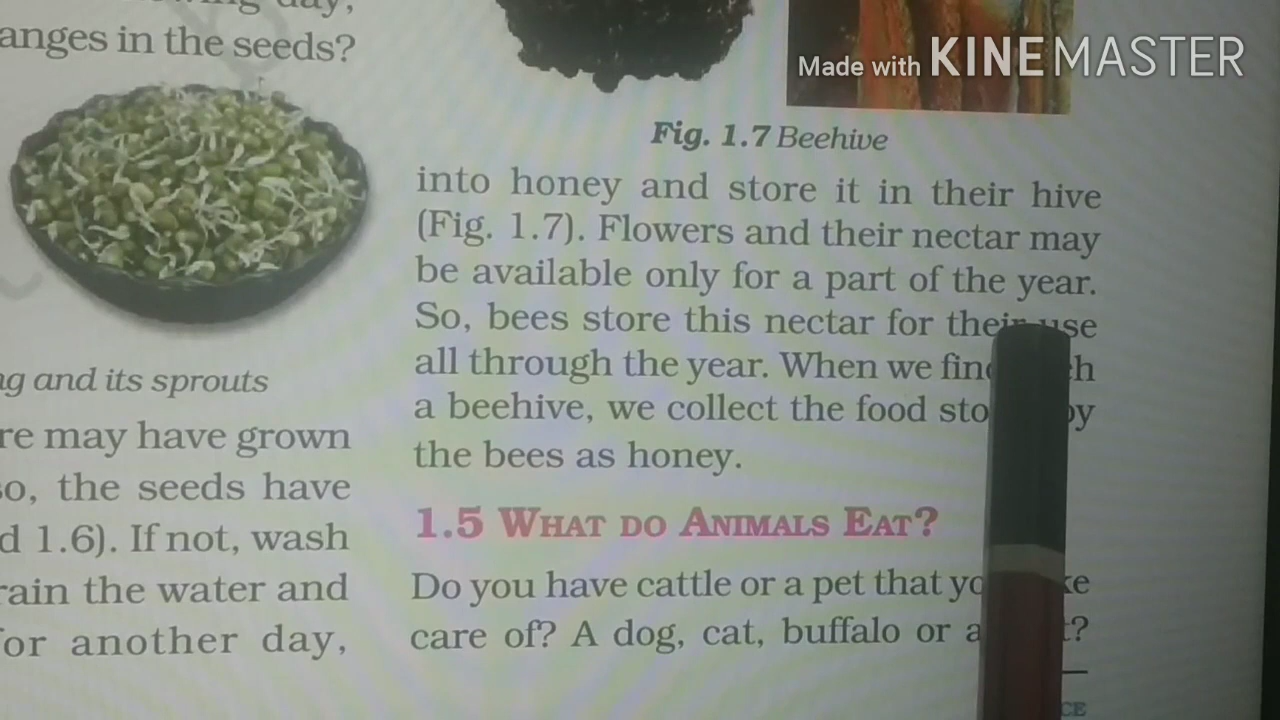 anges in the seeds?
ng and its sprouts
re may have grown
so, the seeds have
d 1.6). If not, wash
rain the water and
for another day,
Made with KINEMASTER
Fig. 1.7 Beehive
into honey and store it in their hive
(Fig. 1.7). Flowers and their nectar may
be available only for a part of the year.
So, bees store this nectar for their use
all through the year. When we
a beehive, we collect the food
the bees as honey.
1.5 WHAT DO ANIMALS EAT?
Do you have cattle or a pet that
care of? A dog, cat, buffalo or a